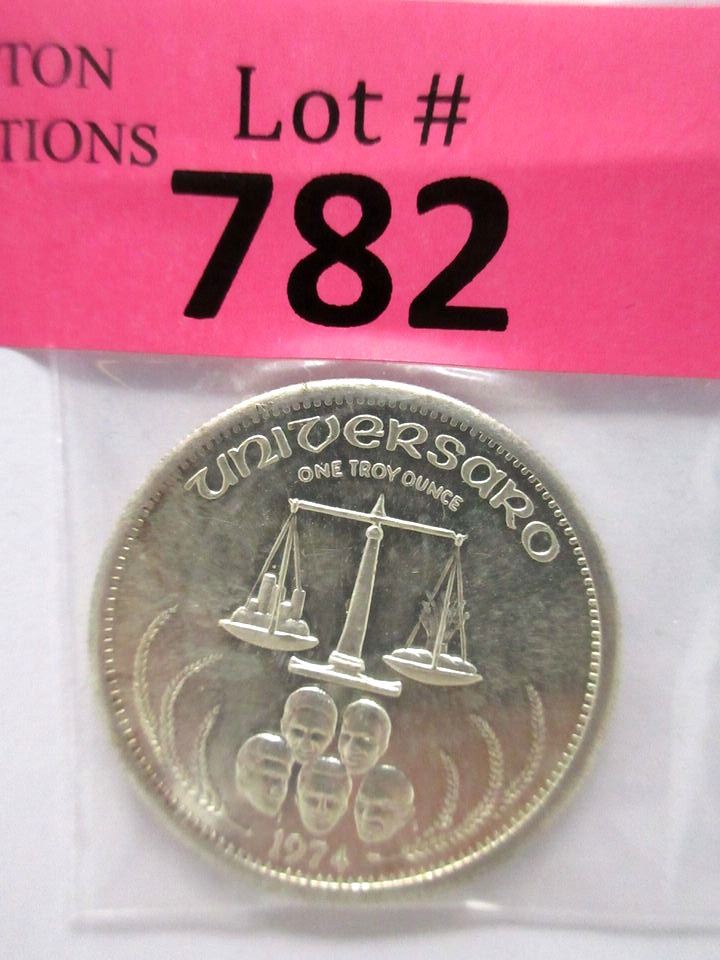 TON
TIONS
Lot #
782
UNIVERSARO
ONE TROY OUNCE
1974